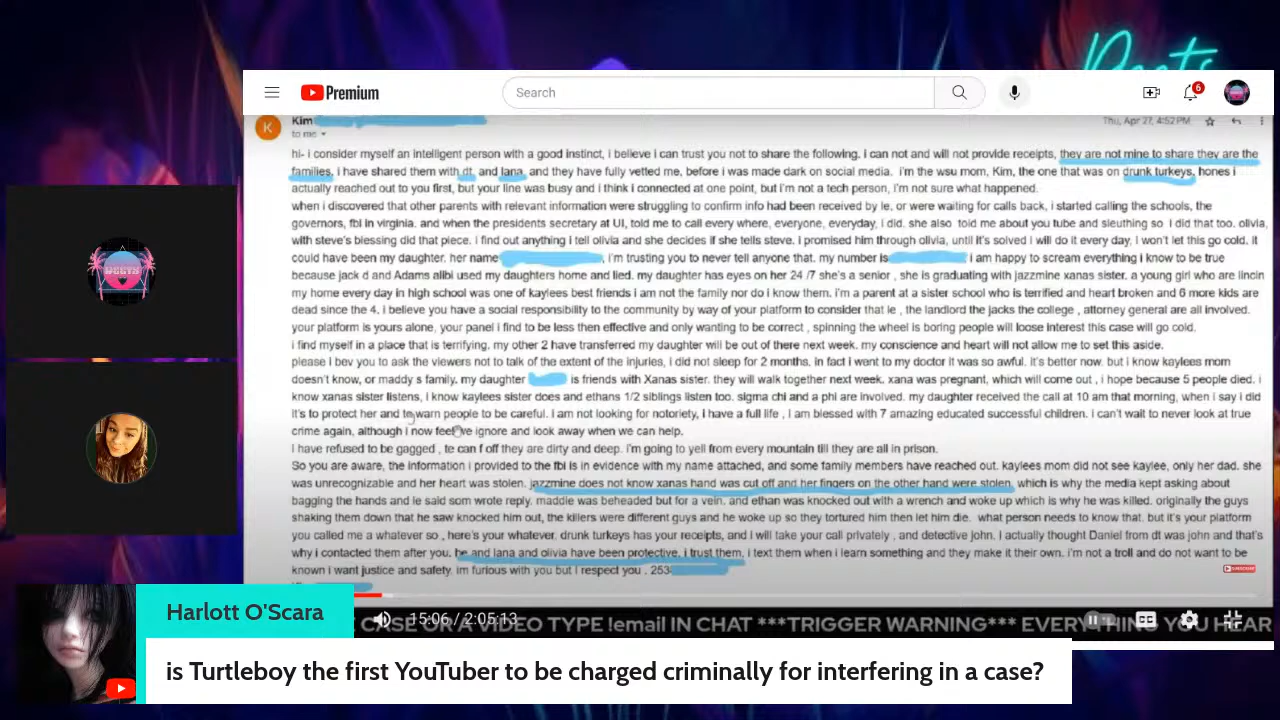 Deets
Premium
Search
6
K
Kim
Thu, Apr 27, 4:52 PM
to me
hi- i consider myself an intelligent person with a good instinct, i believe i can trust you not to share the following. i can not and will not provide receipts, they are not mine to share they are the
families. i have shared them with dt, and lana, and they have fully vetted me, before i was made dark on social media. i'm the wsu mom, Kim, the one that was on drunk turkeys, hones i
actually reached out to you first, but your line was busy and i think i connected at one point, but i'm not a tech person, i'm not sure what happened.
when i discovered that other parents with relevant information were struggling to confirm info had been received by le, or were waiting for calls back, i started calling the schools, the
governors, fbi in virginia. and when the presidents secretary at UI, told me to call every where, everyone, everyday, i did. she also told me about you tube and sleuthing so i did that too. olivia,
with steve's blessing did that piece. i find out anything i tell olivia and she decides if she tells steve. i promised him through olivia, until it's solved i will do it every day, i won't let this go cold. it
could have been my daughter. her name i'm trusting you to never tell anyone that. my number is i am happy to scream everything i know to be true
because jack d and Adams alibi used my daughters home and lied. my daughter has eyes on her 24 /7 she's a senior , she is graduating with jazzmine xanas sister. a young girl who are lincin
my home every day in high school was one of kaylees best friends i am not the family nor do i know them. i'm a parent at a sister school who is terrified and heart broken and 6 more kids are
dead since the 4. i believe you have a social responsibility to the community by way of your platform to consider that le , the landlord the jacks the college , attorney general are all involved.
your platform is yours alone, your panel i find to be less then effective and only wanting to be correct , spinning the wheel is boring people will loose interest this case will go cold.
i find myself in a place that is terrifying, my other 2 have transferred my daughter will be out of there next week. my conscience and heart will not allow me to set this aside.
please i bev you to ask the viewers not to talk of the extent of the injuries, i did not sleep for 2 months. in fact i went to my doctor it was so awful. it's better now. but i know kaylees mom
doesn't know, or maddy s family. my daughter is friends with Xanas sister. they will walk together next week. xana was pregnant, which will come out , i hope because 5 people died. i
know xanas sister listens, i know kaylees sister does and ethans 1/2 siblings listen too. sigma chi and a phi are involved. my daughter received the call at 10 am that morning, when i say i did
it's to protect her and to warn people to be careful. I am not looking for notoriety, i have a full life , I am blessed with 7 amazing educated successful children. i can't wait to never look at true
crime again, although i now feel we ignore and look away when we can help.
I have refused to be gagged , te can f off they are dirty and deep. i'm going to yell from every mountain till they are all in prison.
So you are aware, the information i provided to the fbi is in evidence with my name attached, and some family members have reached out. kaylees mom did not see kaylee, only her dad. she
was unrecognizable and her heart was stolen. jazzmine does not know xanas hand was cut off and her fingers on the other hand were stolen, which is why the media kept asking about
bagging the hands and le said som wrote reply. maddie was beheaded but for a vein. and ethan was knocked out with a wrench and woke up which is why he was killed. originally the guys
shaking them down that he saw knocked him out, the killers were different guys and he woke up so they tortured him then let him die. what person needs to know that. but it's your platform
you called me a whatever so , here's your whatever. drunk turkeys has your receipts, and i will take your call privately , and detective john. I actually thought Daniel from dt was john and that's
why i contacted them after you. he and lana and olivia have been protective, i trust them, i text them when i learn something and they make it their own. i'm not a troll and do not want to be
known i want justice and safety. im furious with you but I respect you . 253
SUBSCRIBE
15:06 / 2:05:13
CASE OR A VIDEO TYPE !email IN CHAT ***TRIGGER WARNING*** EVERYTHING YOU HEAR
Harlott O'Scara
is Turtleboy the first YouTuber to be charged criminally for interfering in a case?